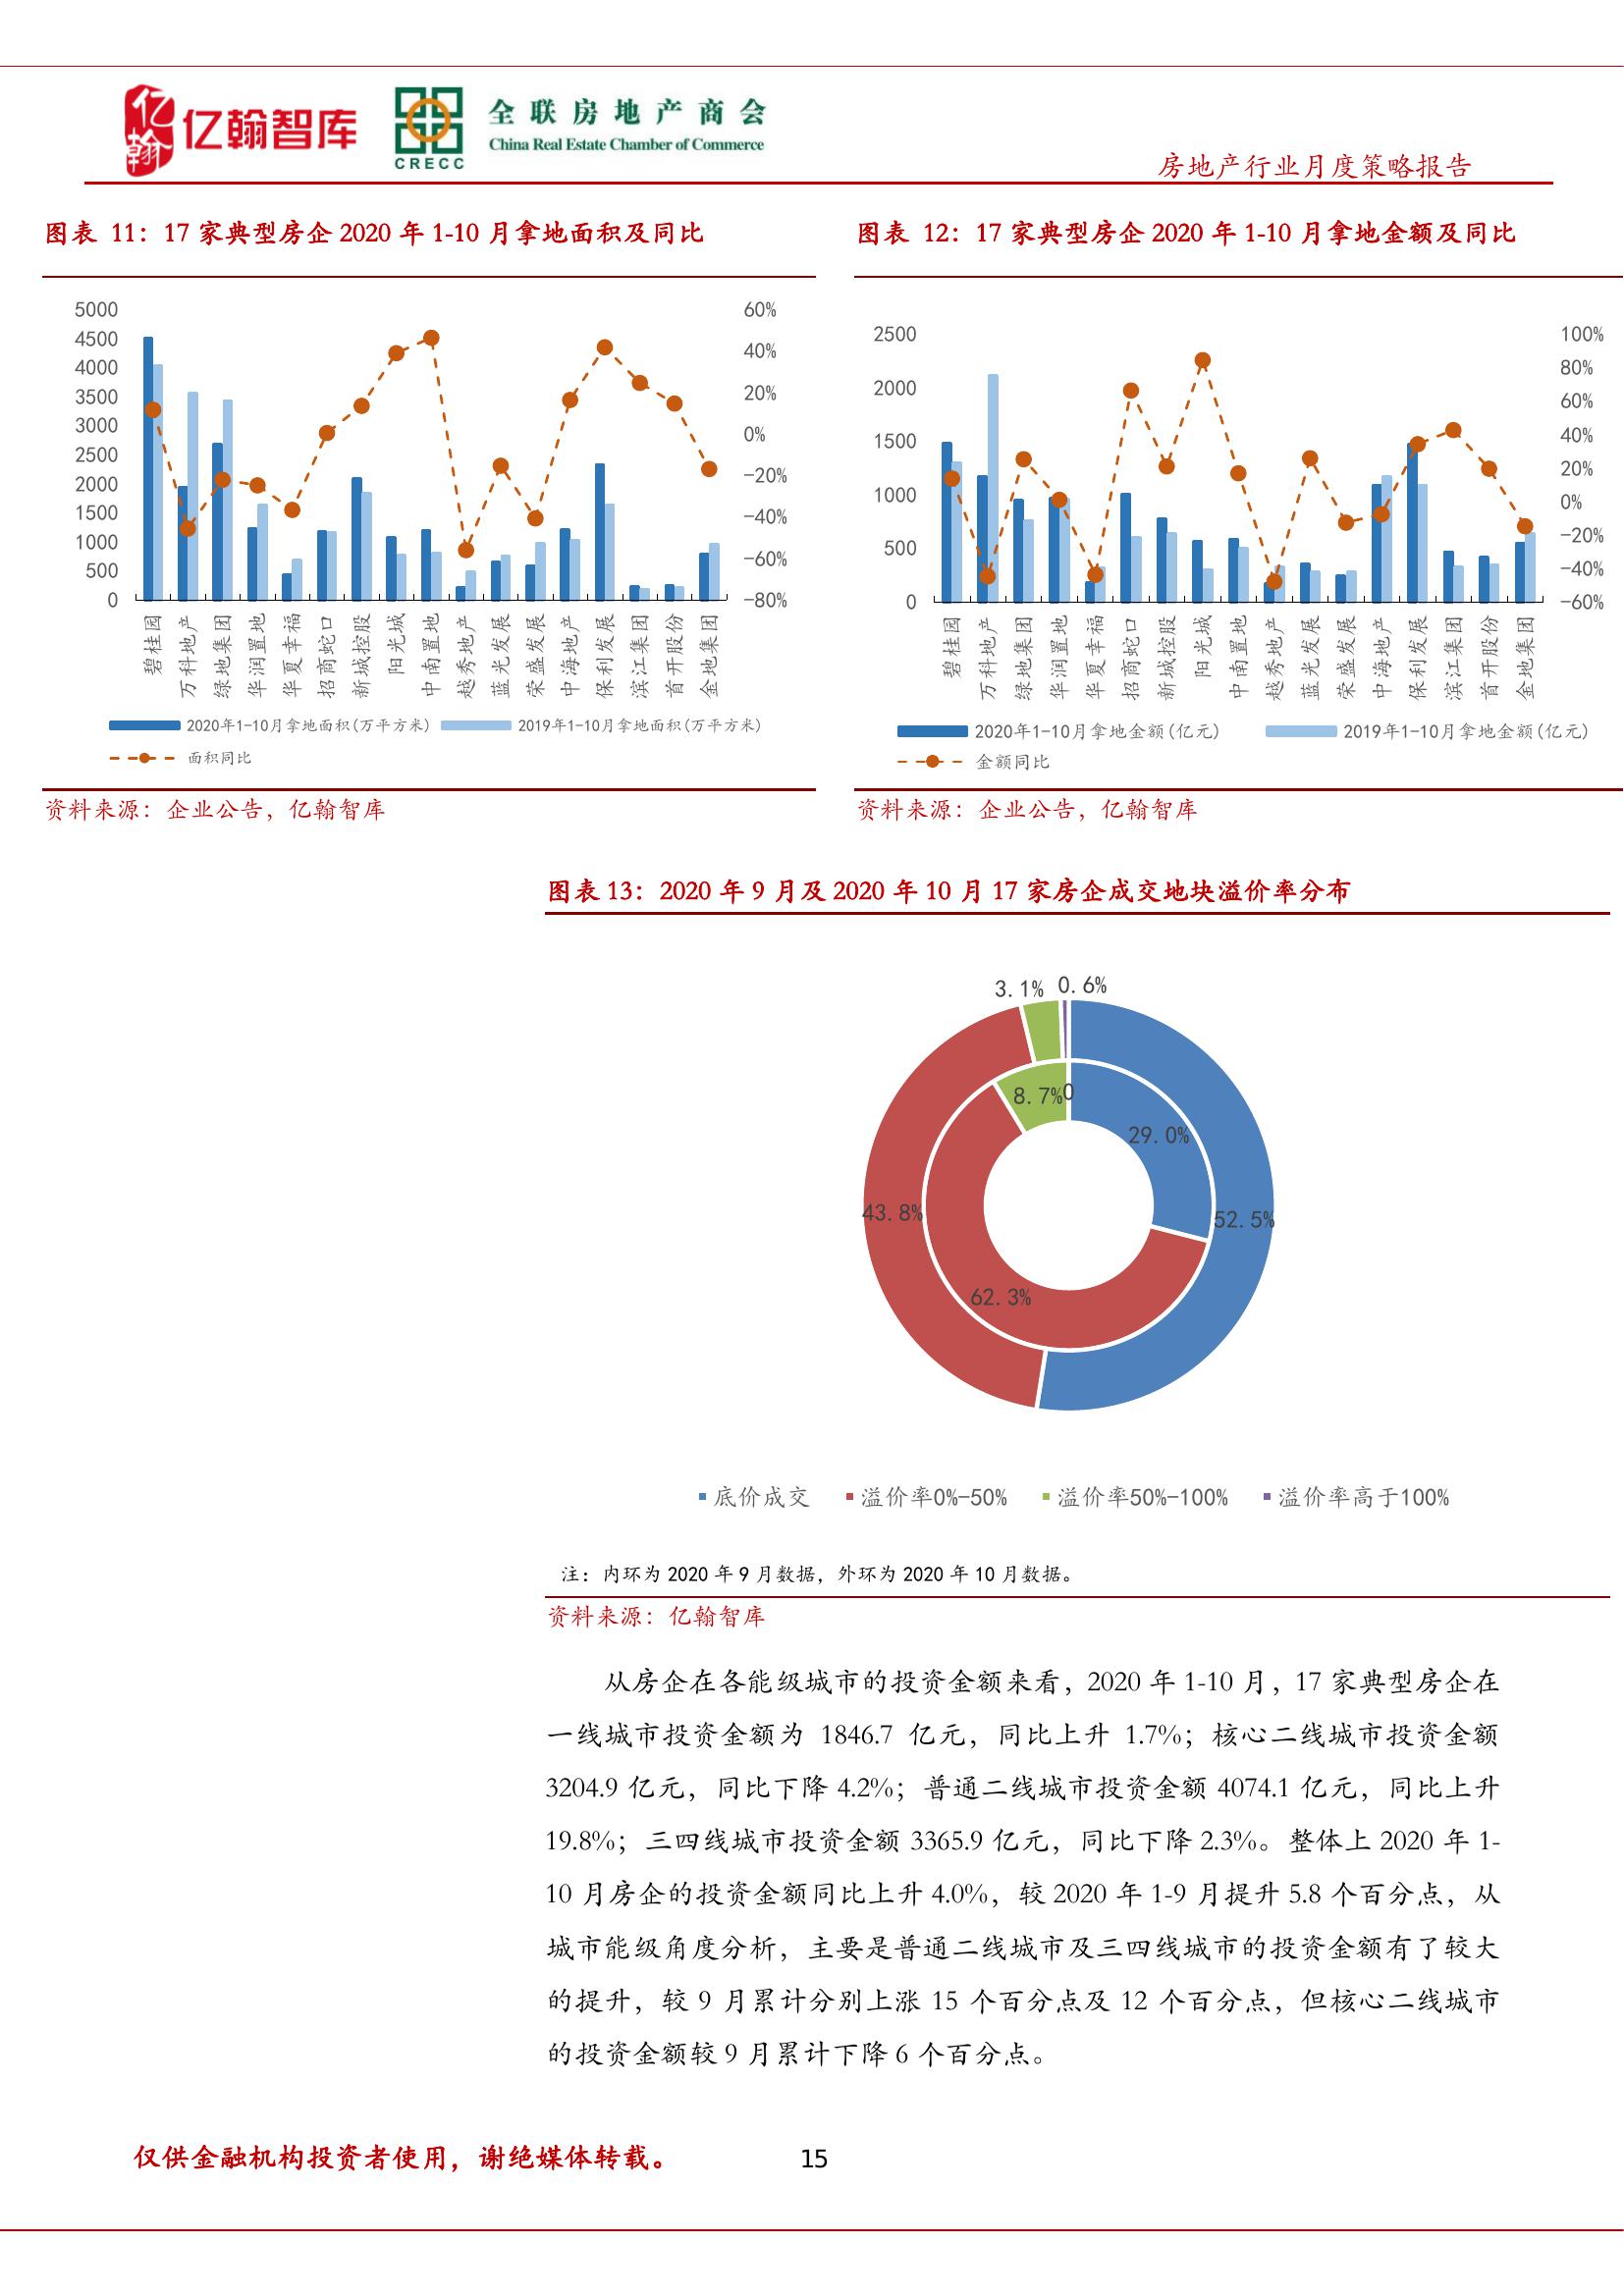 亿翰
亿翰智库
CRECC
全联房地产商会
China Real Estate Chamber of Commerce
房地产行业月度策略报告
图表 11：17 家典型房企 2020 年 1-10 月拿地面积及同比
5000
4500
4000
3500
3000
2500
2000
1500
1000
500
0
60%
40%
20%
0%
-20%
-40%
-60%
-80%
碧桂园
万科地产
绿地集团
华润置地
华夏幸福
招商蛇口
新城控股
阳光城
中南置地
越秀地产
蓝光发展
荣盛发展
中海地产
保利发展
滨江集团
首开股份
金地集团
2020年1-10月拿地面积(万平方米)
2019年1-10月拿地面积(万平方米)
面积同比
资料来源：企业公告，亿翰智库
图表 12：17 家典型房企 2020 年 1-10 月拿地金额及同比
2500
2000
1500
1000
500
0
100%
80%
60%
40%
20%
0%
-20%
-40%
-60%
碧桂园
万科地产
绿地集团
华润置地
华夏幸福
招商蛇口
新城控股
阳光城
中南置地
越秀地产
蓝光发展
荣盛发展
中海地产
保利发展
滨江集团
首开股份
金地集团
2020年1-10月拿地金额(亿元)
2019年1-10月拿地金额(亿元)
金额同比
资料来源：企业公告，亿翰智库
图表 13：2020 年 9 月及 2020 年 10 月 17 家房企成交地块溢价率分布
3.1%
0.6%
8.7%
0
29.0%
43.8%
52.5%
62.3%
底价成交
溢价率0%-50%
溢价率50%-100%
溢价率高于100%
注：内环为 2020 年 9 月数据，外环为 2020 年 10 月数据。
资料来源：亿翰智库
从房企在各能级城市的投资金额来看，2020 年 1-10 月，17 家典型房企在
一线城市投资金额为 1846.7 亿元，同比上升 1.7%；核心二线城市投资金额
3204.9 亿元，同比下降 4.2%；普通二线城市投资金额 4074.1 亿元，同比上升
19.8%；三四线城市投资金额 3365.9 亿元，同比下降 2.3%。整体上 2020 年 1-
10 月房企的投资金额同比上升 4.0%，较 2020 年 1-9 月提升 5.8 个百分点，从
城市能级角度分析，主要是普通二线城市及三四线城市的投资金额有了较大
的提升，较 9 月累计分别上涨 15 个百分点及 12 个百分点，但核心二线城市
的投资金额较 9 月累计下降 6 个百分点。
仅供金融机构投资者使用，谢绝媒体转载。
15